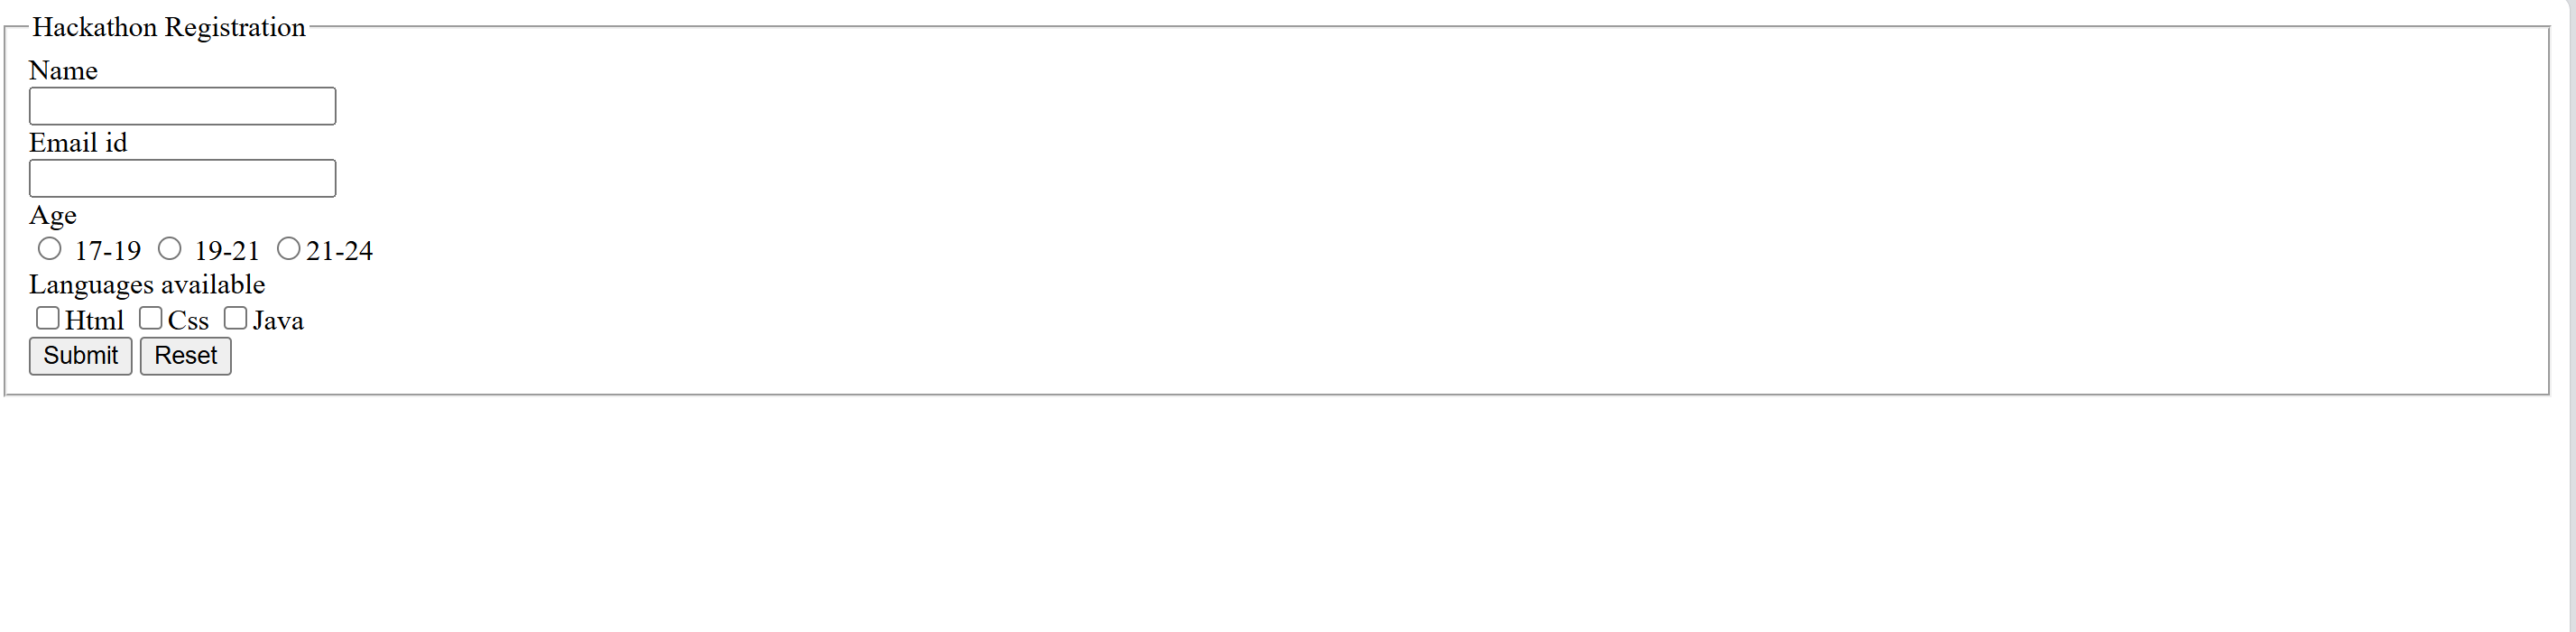 Hackathon Registration
Name
Email id
Age
17-19 19-21 21-24
Languages available
Html Css Java
Submit Reset